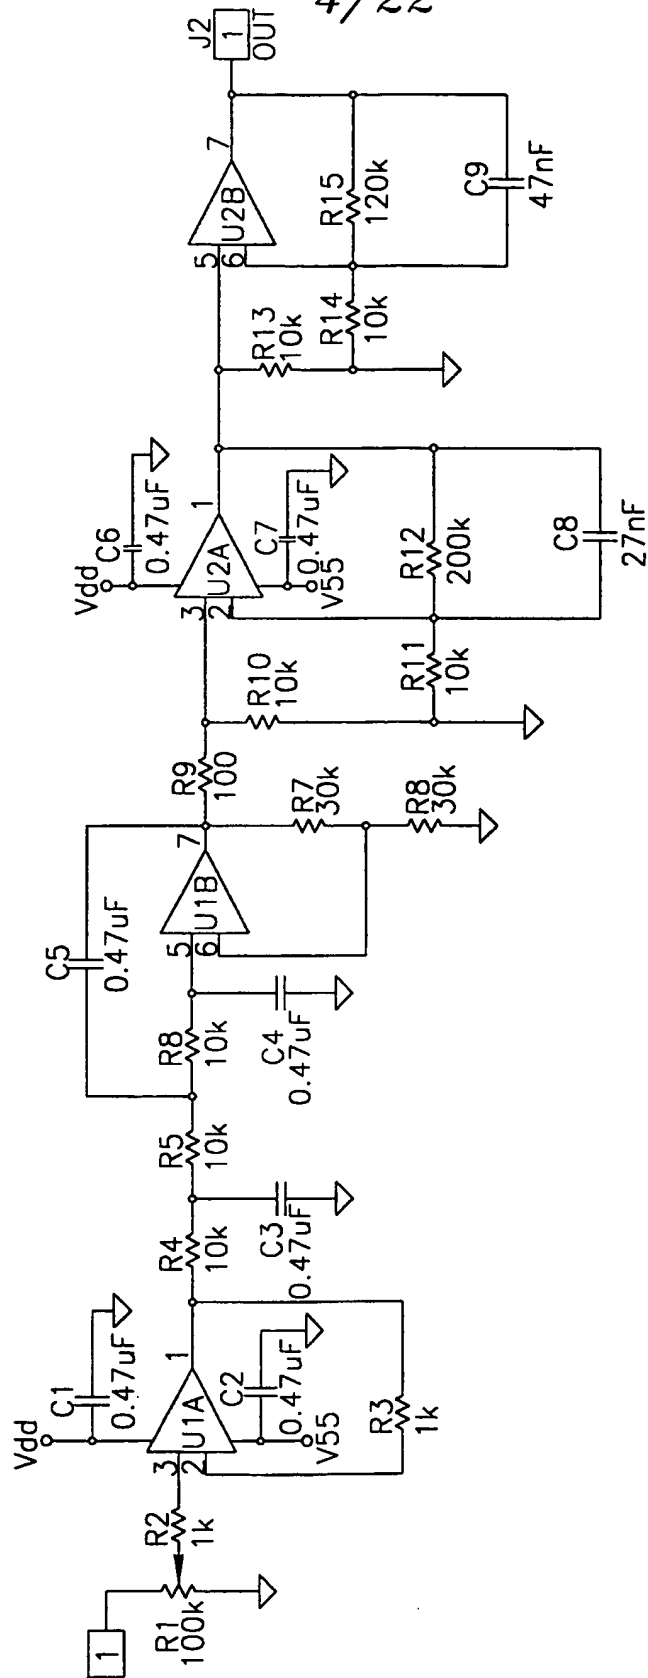 4/22
1
R1
100k
R2
1k
3
2
U1A
1
Vdd
C1
0.47uF
C2
0.47uF
V55
R3
1k
R4
10k
C3
0.47uF
R5
10k
R8
10k
C4
0.47uF
C5
0.47uF
5
6
U1B
7
R7
30k
R8
30k
R9
100
R10
10k
3
2
U2A
1
Vdd
C6
0.47uF
C7
0.47uF
V55
R11
10k
R12
200k
C8
27nF
R13
10k
5
6
U2B
7
R14
10k
R15
120k
C9
47nF
J2
1
OUT